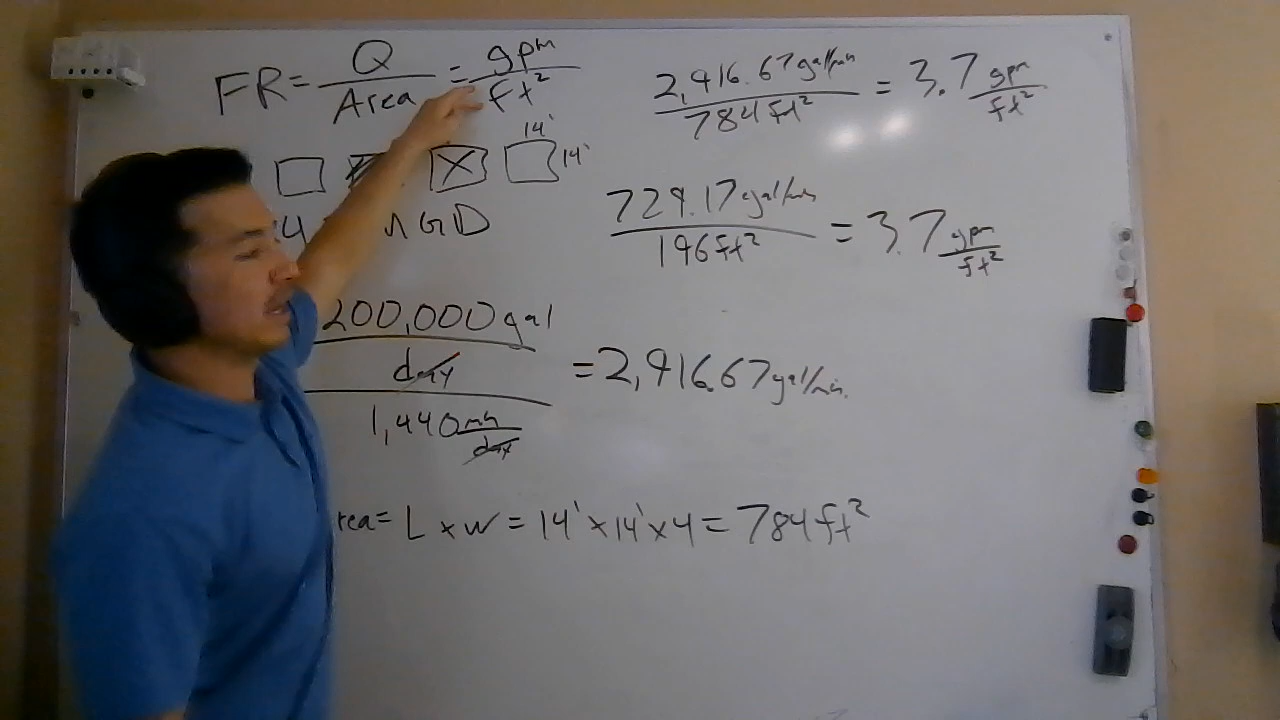 FR = Q / Area = gpm / ft²
14'
14'
MGD
200,000 gal / day / 1,440 min / day = 2,916.67 gal/min.
rea = L x W = 14' x 14' x 4 = 784 ft²
2,916.67 gal/min / 784 ft² = 3.7 gpm / ft²
729.17 gal/min / 196 ft² = 3.7 gpm / ft²